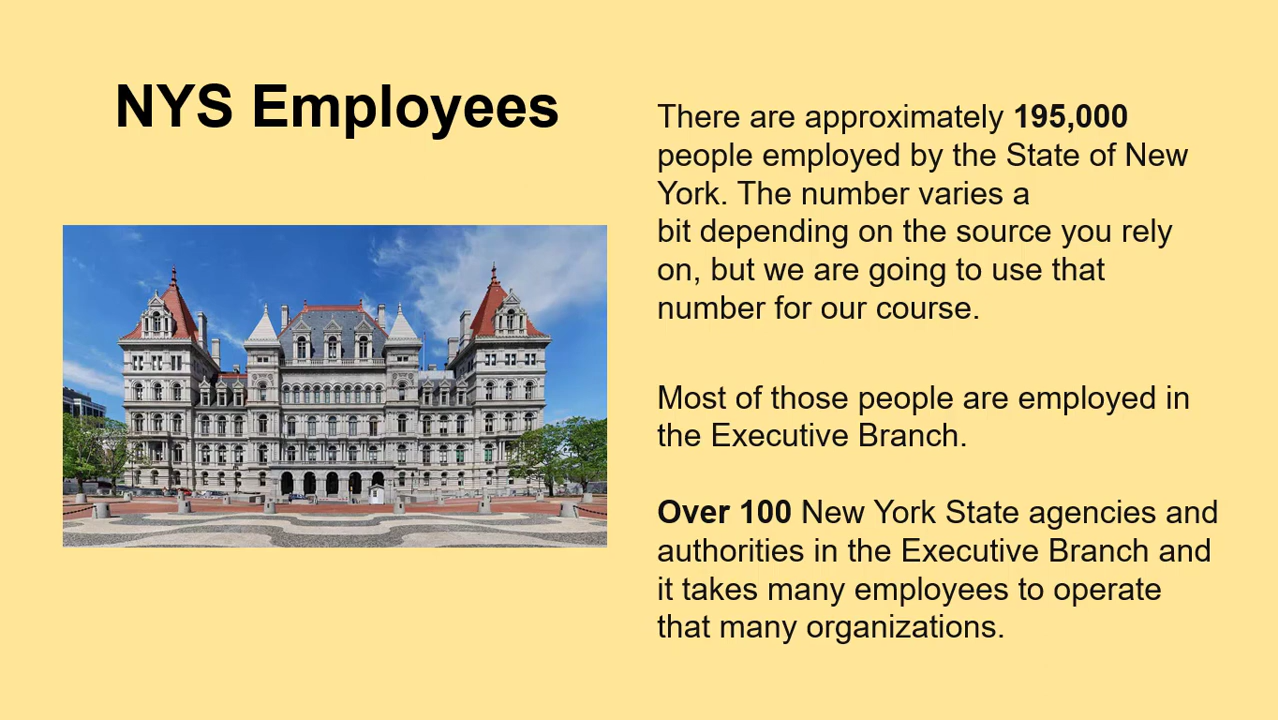 NYS Employees
There are approximately 195,000
people employed by the State of New
York. The number varies a
bit depending on the source you rely
on, but we are going to use that
number for our course.
Most of those people are employed in
the Executive Branch.
Over 100 New York State agencies and
authorities in the Executive Branch and
it takes many employees to operate
that many organizations.